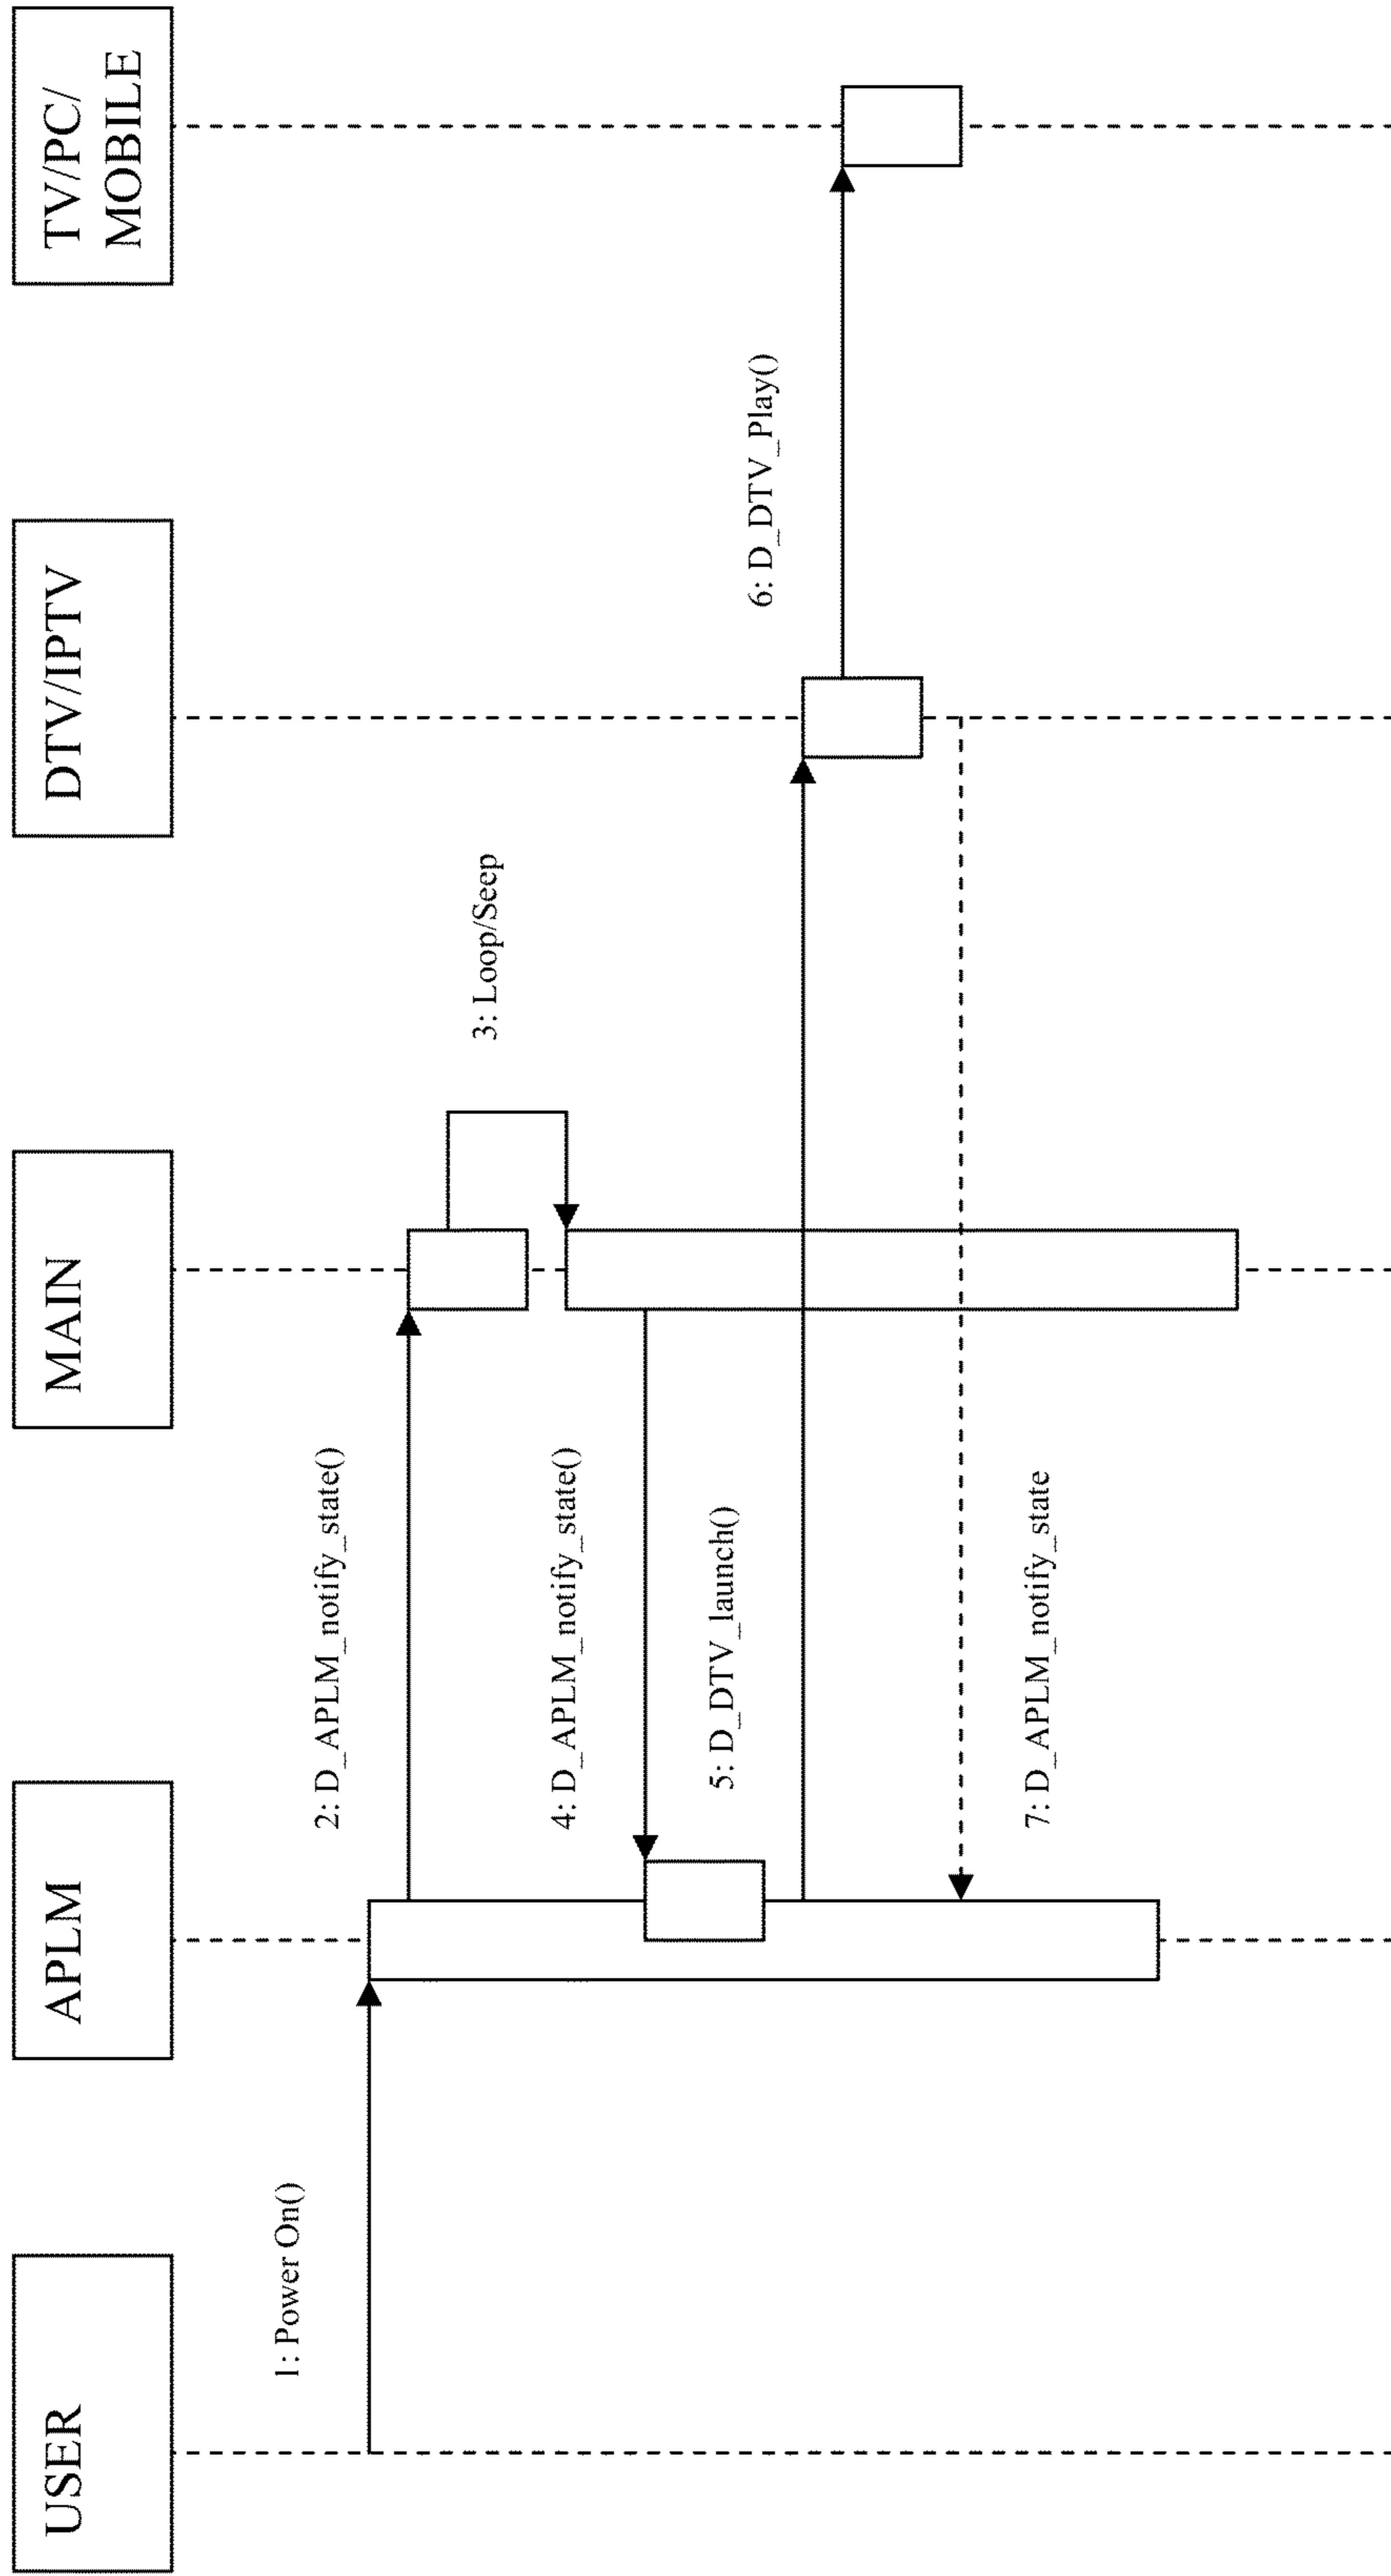 USER
APLM
MAIN
DTV/IPTV
TV/PC/
MOBILE
1: Power On()
2: D_APLM_notify_state()
3: Loop/Seep
4: D_APLM_notify_state()
5: D_DTV_launch()
6: D_DTV_Play()
7: D_APLM_notify_state